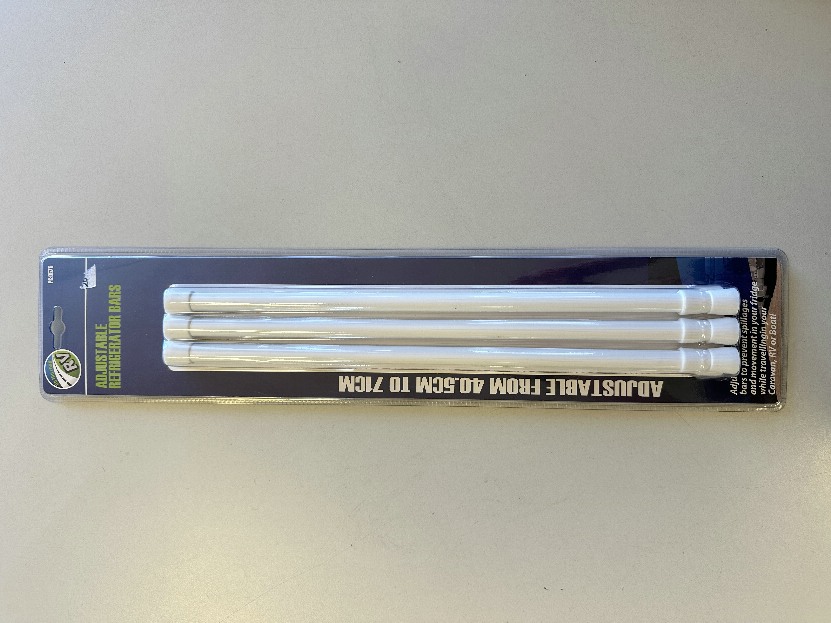 RV
ADJUSTABLE
REFRIGERATOR BARS
ADJUSTABLE FROM 40.5CM TO 71CM
bars to prevent spillages
and movement in your fridge
while travelling in your
Caravan, RV or Boat!